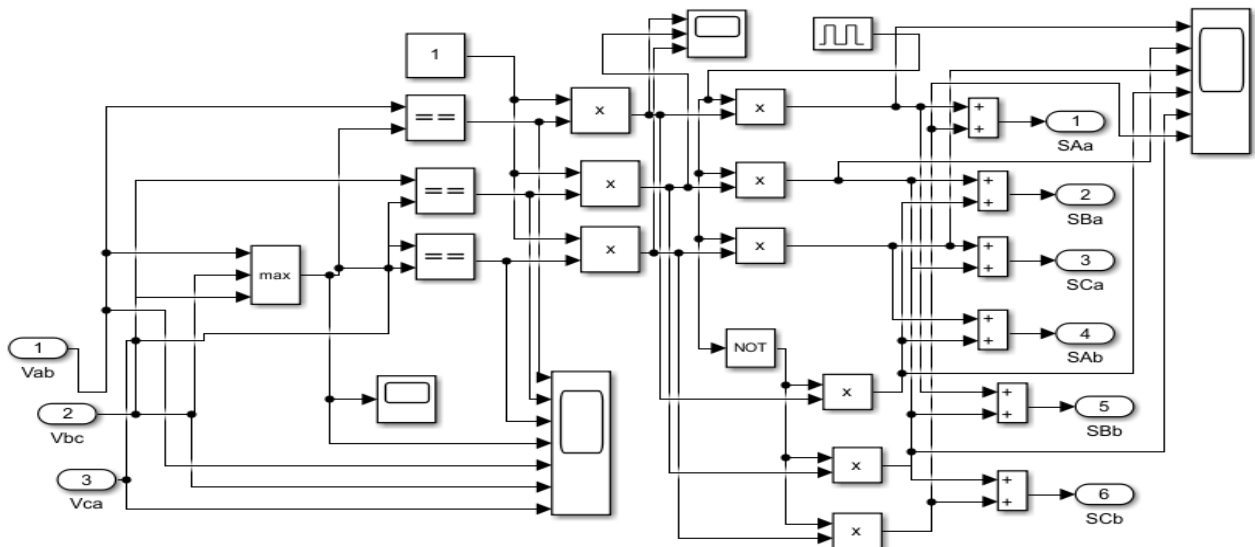 1
==
x
x
+
+
1
SAa
==
x
x
+
+
2
SBa
==
x
x
+
+
3
SCa
max
1
Vab
NOT
+
+
4
SAb
2
Vbc
x
+
+
5
SBb
3
Vca
x
+
+
6
SCb
x